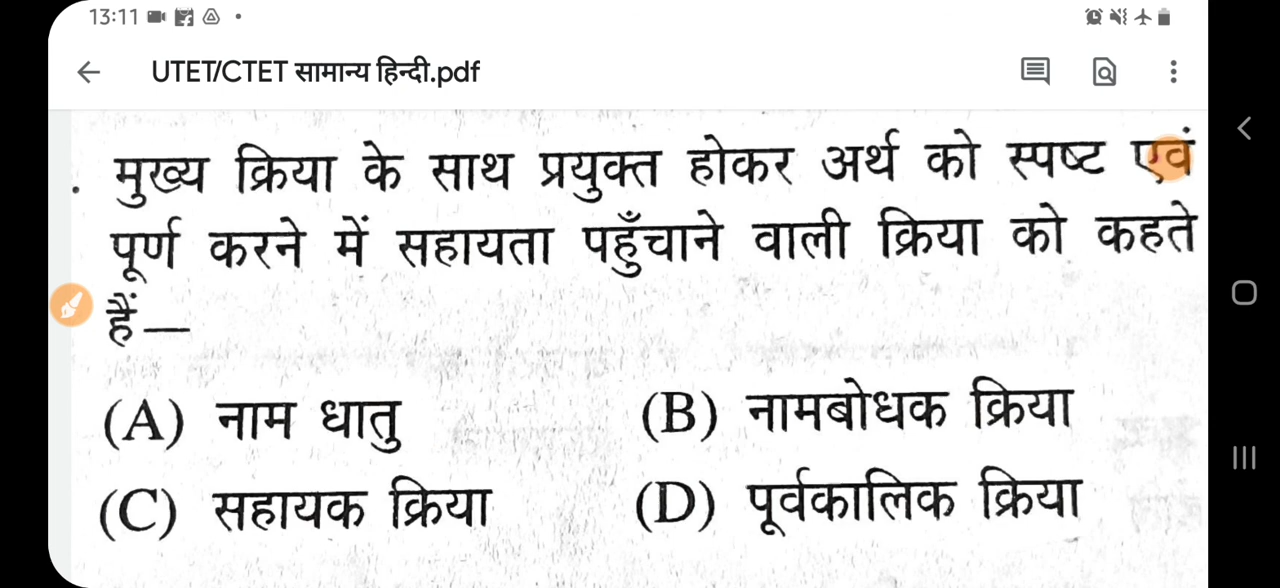 13:11
UTET/CTET सामान्य हिन्दी.pdf
. मुख्य क्रिया के साथ प्रयुक्त होकर अर्थ को स्पष्ट एवं
पूर्ण करने में सहायता पहुँचाने वाली क्रिया को कहते
हैं—
(A) नाम धातु (B) नामबोधक क्रिया
(C) सहायक क्रिया (D) पूर्वकालिक क्रिया